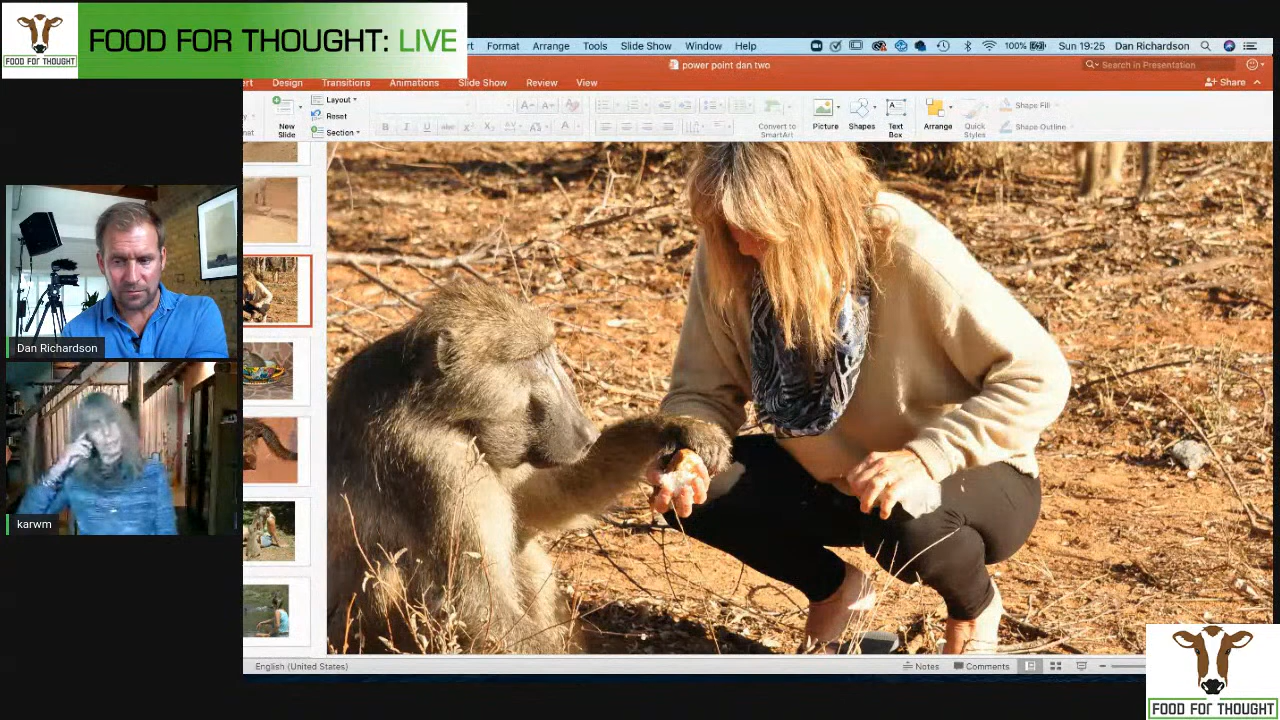 FOOD FOR THOUGHT
FOOD FOR THOUGHT: LIVE
Format Arrange Tools Slide Show Window Help
100% Sun 19:25 Dan Richardson
power point dan two
Search in Presentation
Design Transitions Animations Slide Show Review View
Share
New
Slide
Layout
Reset
Section
B I U abc X² X₂ A
Convert to
SmartArt
Picture
Shapes
Text
Box
Arrange
Quick
Styles
Shape Fill
Shape Outline
Dan Richardson
karwm
English (United States)
Notes Comments
FOOD FOR THOUGHT